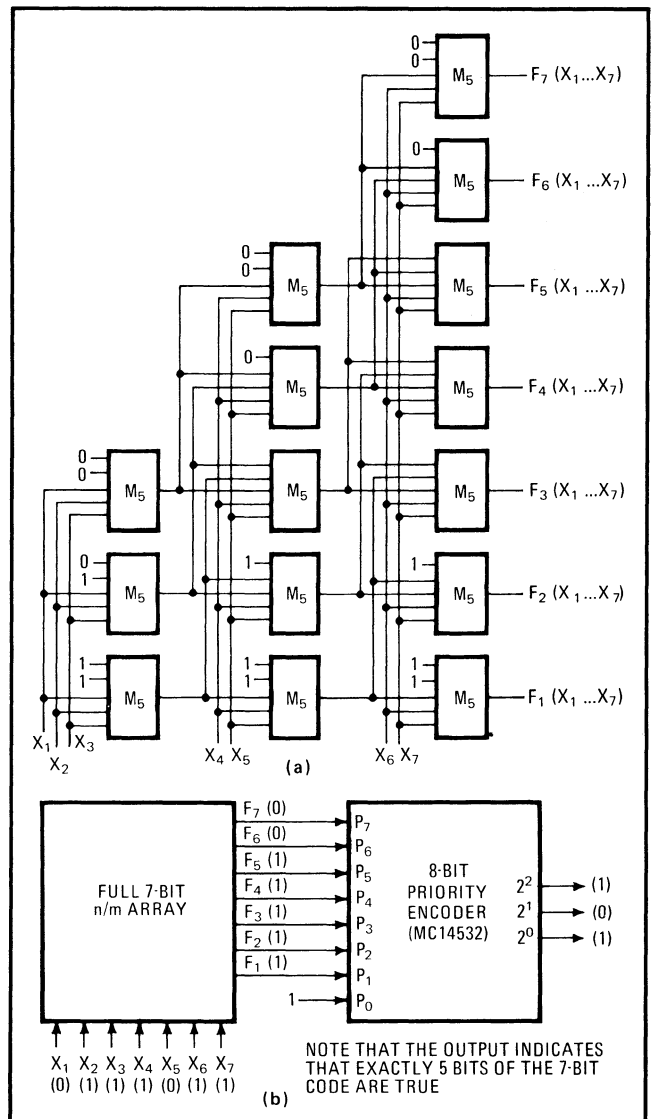 0
0
M₅
F₇ (X₁...X₇)
0
M₅
F₆ (X₁ ...X₇)
0
0
M₅
M₅
F₅ (X₁ ...X₇)
0
M₅
M₅
F₄ (X₁ ...X₇)
0
0
M₅
M₅
M₅
F₃ (X₁ ...X₇)
0
1
M₅
1
M₅
1
M₅
F₂ (X₁ ...X₇)
1
1
M₅
1
1
M₅
1
1
M₅
F₁ (X₁ ...X₇)
X₁
X₂
X₃
X₄
X₅
X₆
X₇
(a)
FULL 7-BIT
n/m ARRAY
F₇ (0)
F₆ (0)
F₅ (1)
F₄ (1)
F₃ (1)
F₂ (1)
F₁ (1)
1
P₇
P₆
P₅
P₄
P₃
P₂
P₁
P₀
8-BIT
PRIORITY
ENCODER
(MC14532)
2² (1)
2¹ (0)
2⁰ (1)
X₁ X₂ X₃ X₄ X₅ X₆ X₇
(0) (1) (1) (1) (0) (1) (1)
(b)
NOTE THAT THE OUTPUT INDICATES
THAT EXACTLY 5 BITS OF THE 7-BIT
CODE ARE TRUE